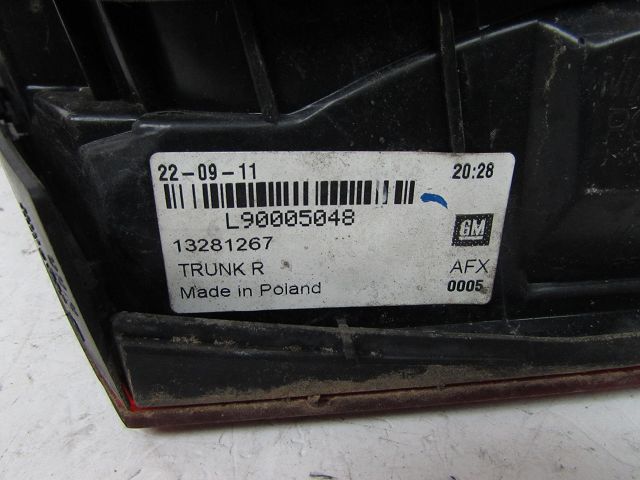 22-09-11 20:28
L90005048
13281267
GM
TRUNK R AFX
Made in Poland 0005